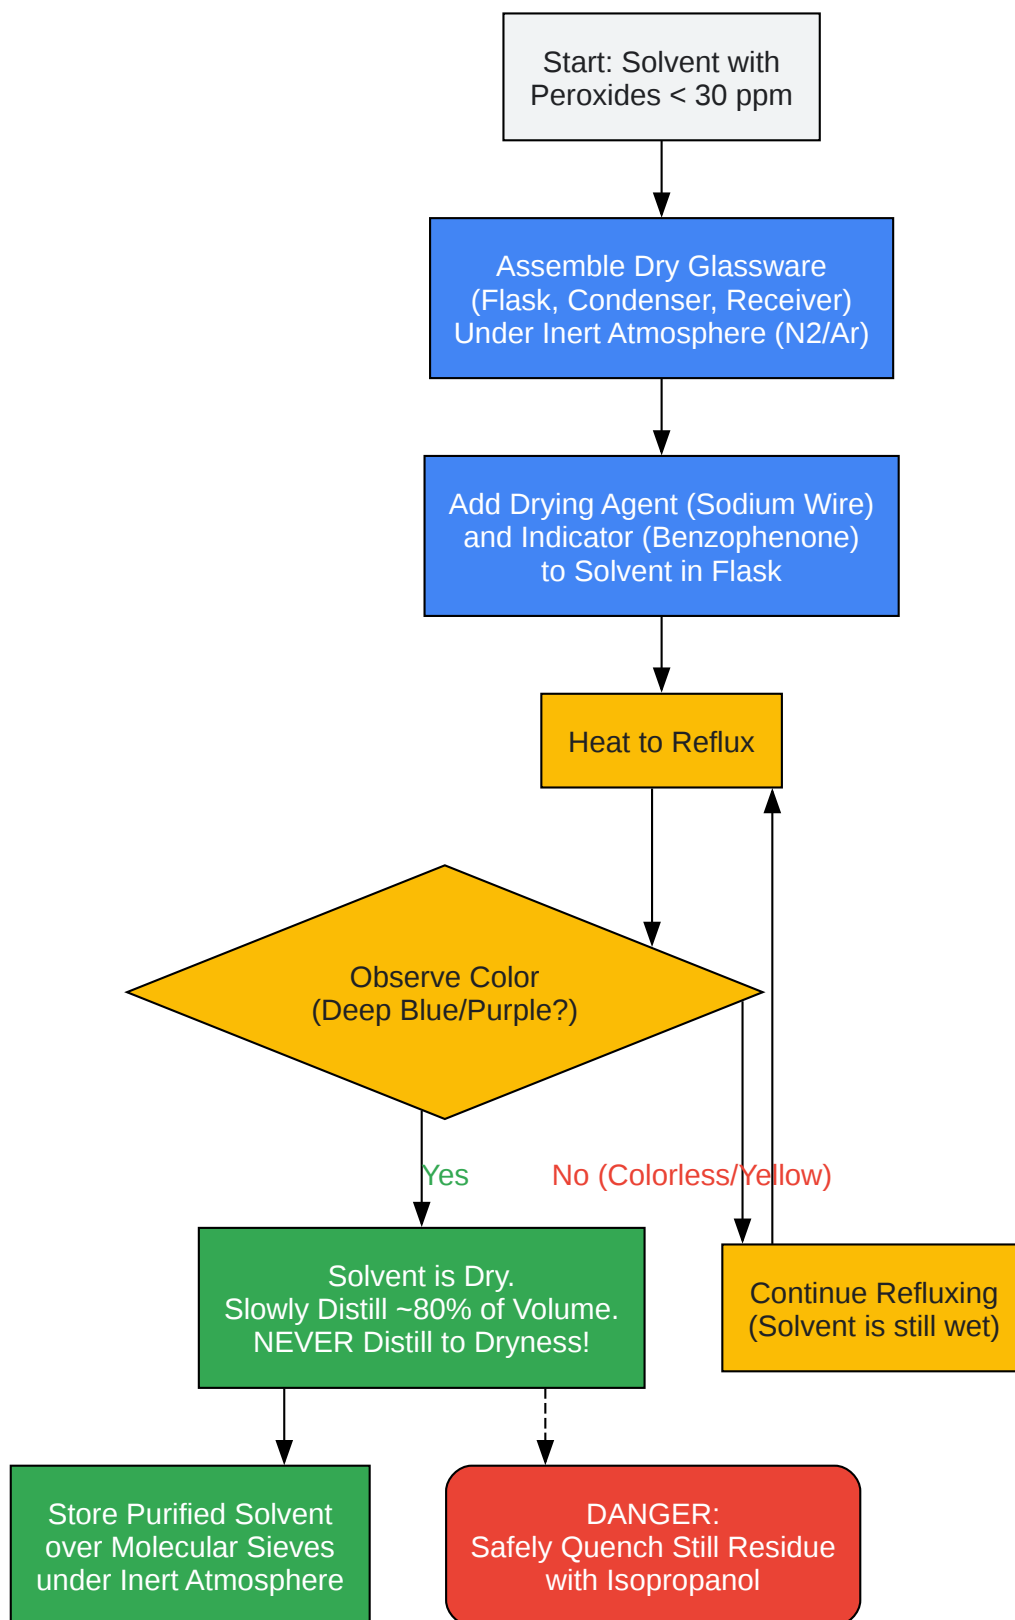 Start: Solvent with
Peroxides < 30 ppm
Assemble Dry Glassware
(Flask, Condenser, Receiver)
Under Inert Atmosphere (N2/Ar)
Add Drying Agent (Sodium Wire)
and Indicator (Benzophenone)
to Solvent in Flask
Heat to Reflux
Observe Color
(Deep Blue/Purple?)
Yes
No (Colorless/Yellow)
Solvent is Dry.
Slowly Distill ~80% of Volume.
NEVER Distill to Dryness!
Continue Refluxing
(Solvent is still wet)
Store Purified Solvent
over Molecular Sieves
under Inert Atmosphere
DANGER:
Safely Quench Still Residue
with Isopropanol